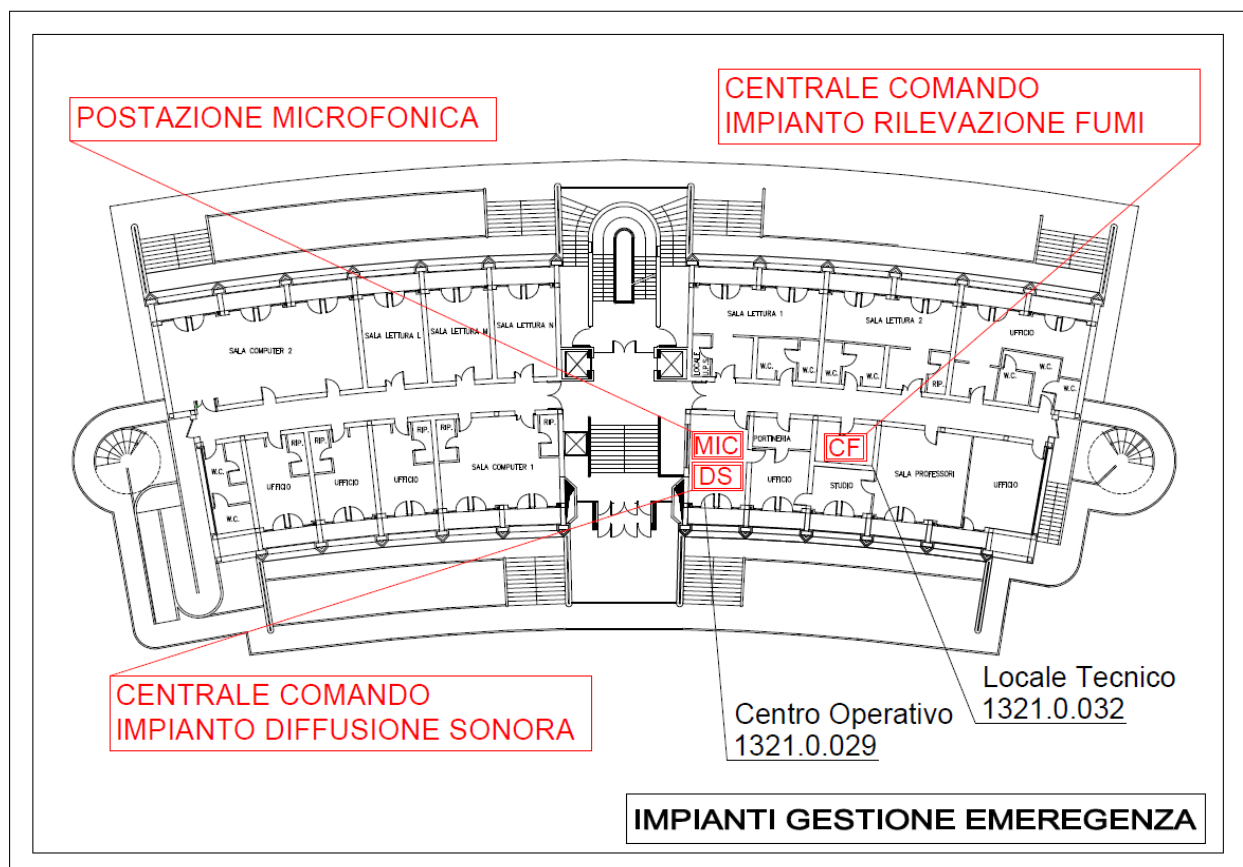 CENTRALE COMANDO
IMPIANTO RILEVAZIONE FUMI
POSTAZIONE MICROFONICA
SALA COMPUTER 2
SALA LETTURA L
SALA LETTURA M
SALA LETTURA N
SALA LETTURA 1
SALA LETTURA 2
UFFICIO
LOCALE
U.P.S.
W.C.
W.C.
W.C.
W.C.
RIP.
W.C.
W.C.
W.C.
W.C.
W.C.
UFFICIO
RIP.
RIP.
UFFICIO
UFFICIO
RIP.
RIP.
SALA COMPUTER 1
RIP.
MIC
DS
PORTINERIA
UFFICIO
CF
STUDIO
SALA PROFESSORI
UFFICIO
CENTRALE COMANDO
IMPIANTO DIFFUSIONE SONORA
Centro Operativo
1321.0.029
Locale Tecnico
1321.0.032
IMPIANTI GESTIONE EMEREGENZA